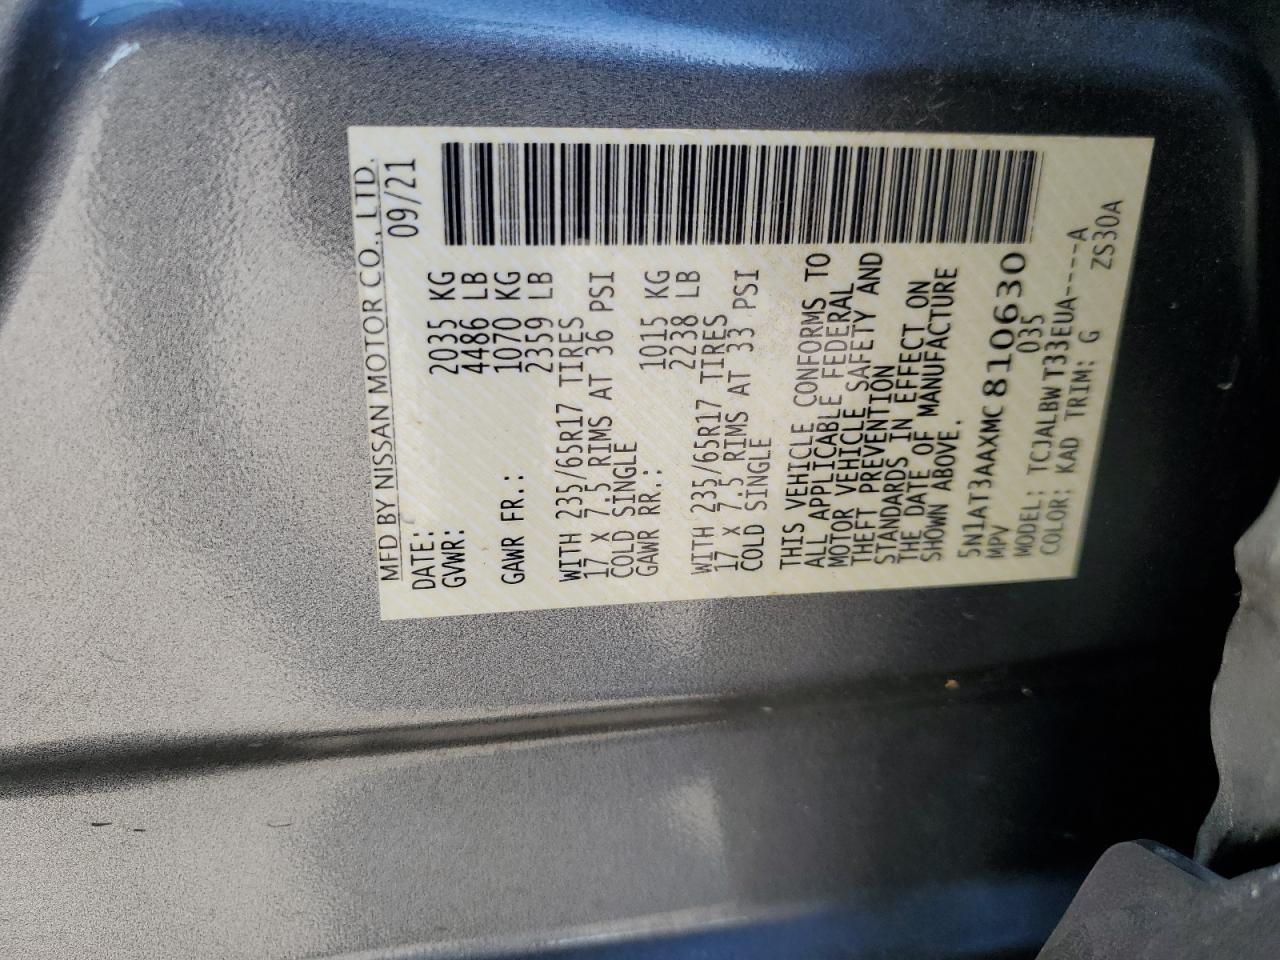 MFD BY NISSAN MOTOR CO., LTD.
DATE: 09/21
GVWR: 2035 KG
4486 LB
GAWR FR.: 1070 KG
2359 LB
WITH 235/65R17 TIRES
17 X 7.5 RIMS AT 36 PSI
COLD SINGLE
GAWR RR.: 1015 KG
2238 LB
WITH 235/65R17 TIRES
17 X 7.5 RIMS AT 33 PSI
COLD SINGLE
THIS VEHICLE CONFORMS TO
ALL APPLICABLE FEDERAL
MOTOR VEHICLE SAFETY AND
THEFT PREVENTION
STANDARDS IN EFFECT ON
THE DATE OF MANUFACTURE
SHOWN ABOVE.
5N1AT3AAXMC810630
MPV 035
MODEL: TCJALBWT33EUA----A
COLOR: KAD TRIM: G ZS30A